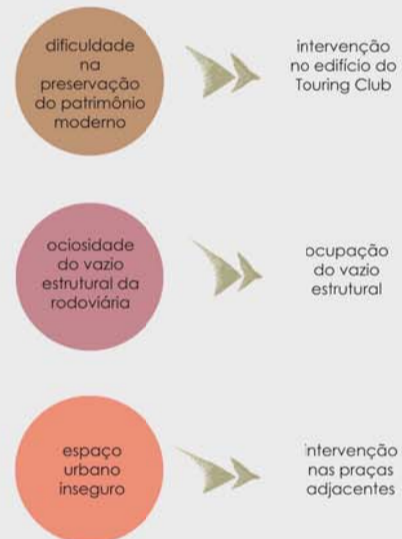 dificuldade
na
preservação
do patrimônio
moderno
intervenção
no edifício do
Touring Club
ociosidade
do vazio
estrutural da
rodoviária
ocupação
do vazio
estrutural
espaço
urbano
inseguro
intervenção
nas praças
adjacentes